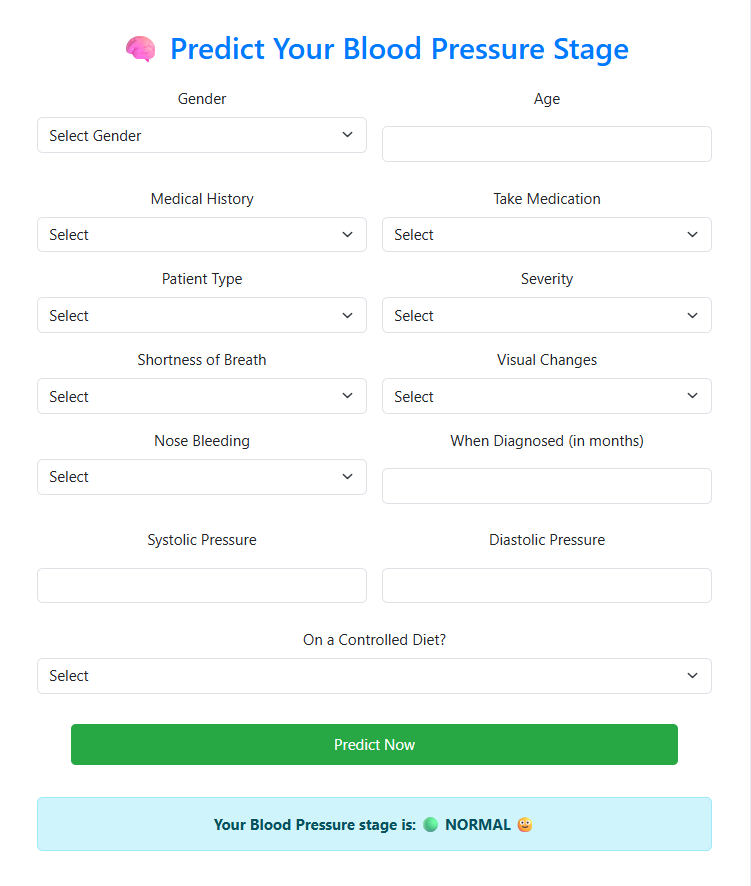 🧠 Predict Your Blood Pressure Stage
Gender
Age
Select Gender
Medical History
Take Medication
Select
Select
Patient Type
Severity
Select
Select
Shortness of Breath
Visual Changes
Select
Select
Nose Bleeding
When Diagnosed (in months)
Select
Systolic Pressure
Diastolic Pressure
On a Controlled Diet?
Select
Predict Now
Your Blood Pressure stage is: 🟢 NORMAL 🙂